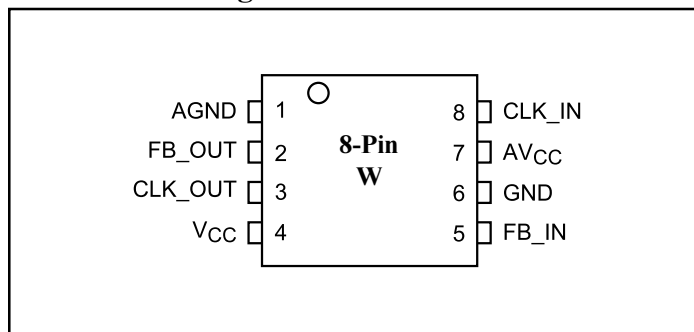 AGND 1
FB_OUT 2
CLK_OUT 3
VCC 4
8-Pin
W
8 CLK_IN
7 AVCC
6 GND
5 FB_IN